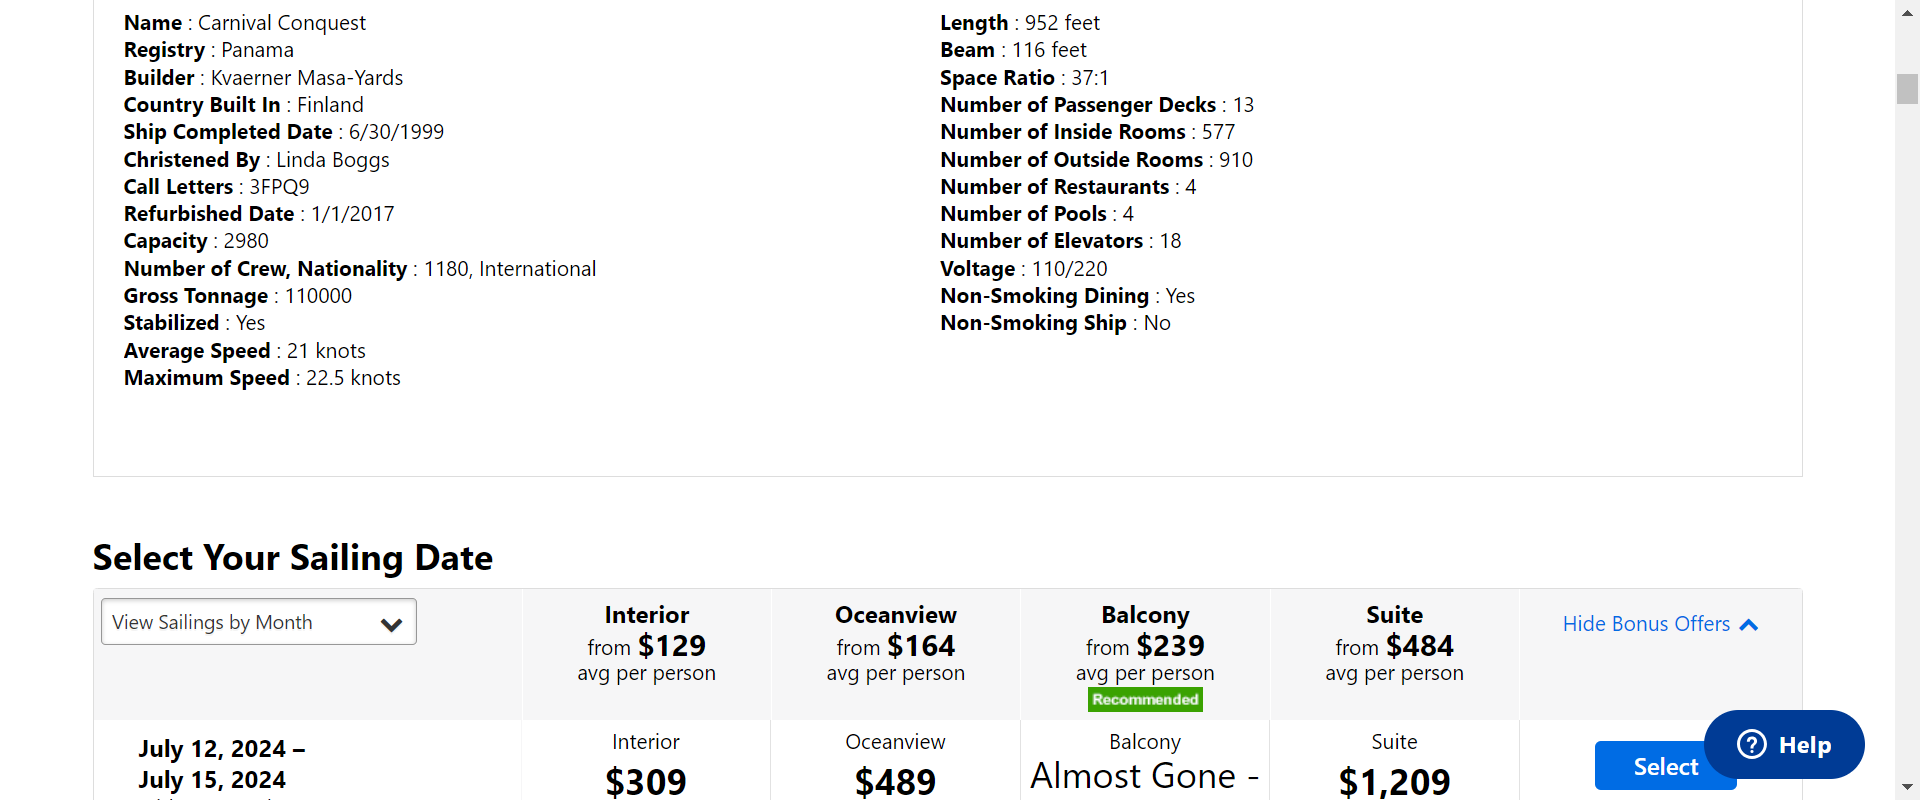 Name : Carnival Conquest
Registry : Panama
Builder : Kvaerner Masa-Yards
Country Built In : Finland
Ship Completed Date : 6/30/1999
Christened By : Linda Boggs
Call Letters : 3FPQ9
Refurbished Date : 1/1/2017
Capacity : 2980
Number of Crew, Nationality : 1180, International
Gross Tonnage : 110000
Stabilized : Yes
Average Speed : 21 knots
Maximum Speed : 22.5 knots
Length : 952 feet
Beam : 116 feet
Space Ratio : 37:1
Number of Passenger Decks : 13
Number of Inside Rooms : 577
Number of Outside Rooms : 910
Number of Restaurants : 4
Number of Pools : 4
Number of Elevators : 18
Voltage : 110/220
Non-Smoking Dining : Yes
Non-Smoking Ship : No
Select Your Sailing Date
View Sailings by Month
Interior
from $129
avg per person
Oceanview
from $164
avg per person
Balcony
from $239
avg per person
Recommended
Suite
from $484
avg per person
Hide Bonus Offers
July 12, 2024 –
July 15, 2024
Interior
$309
Oceanview
$489
Balcony
Almost Gone -
Suite
$1,209
Select
Help